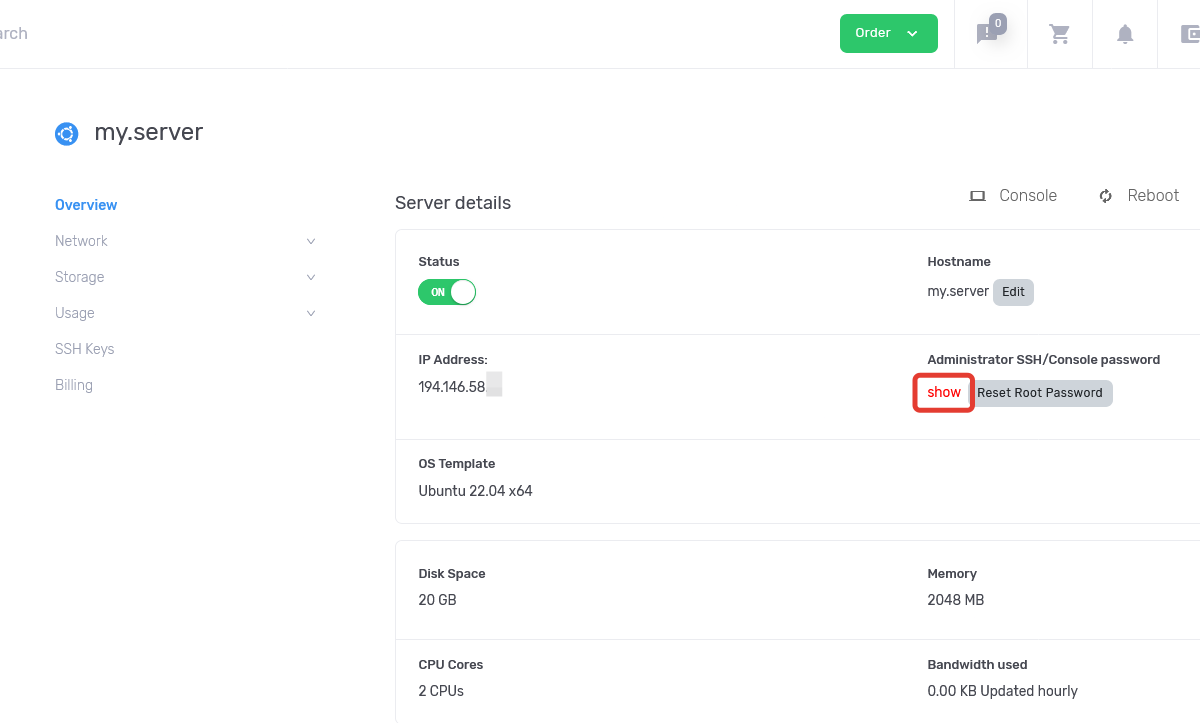 Order
0
my.server
Overview
Network
Storage
Usage
SSH Keys
Billing
Server details
Console
Reboot
Status
ON
Hostname
my.server Edit
IP Address:
194.146.58
Administrator SSH/Console password
show Reset Root Password
OS Template
Ubuntu 22.04 x64
Disk Space
20 GB
Memory
2048 MB
CPU Cores
2 CPUs
Bandwidth used
0.00 KB Updated hourly